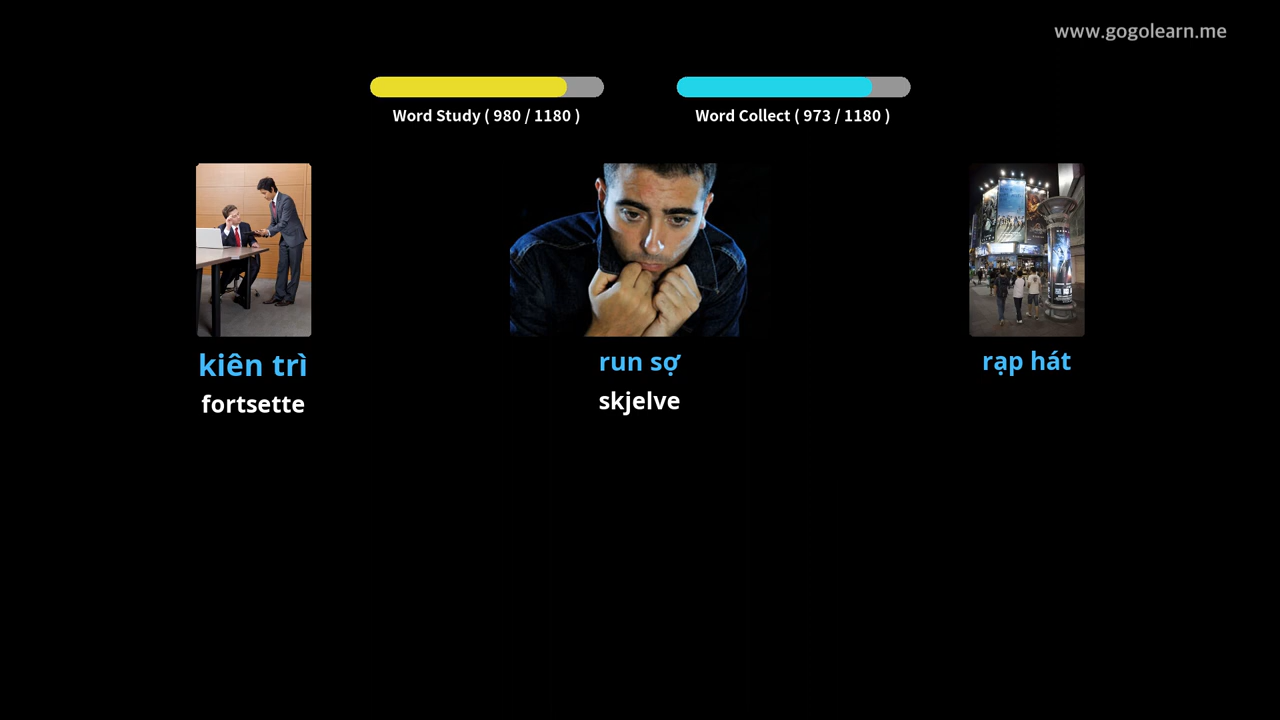 www.gogolearn.me
Word Study ( 980 / 1180 )
Word Collect ( 973 / 1180 )
kiên trì
fortsette
run sợ
skjelve
rạp hát